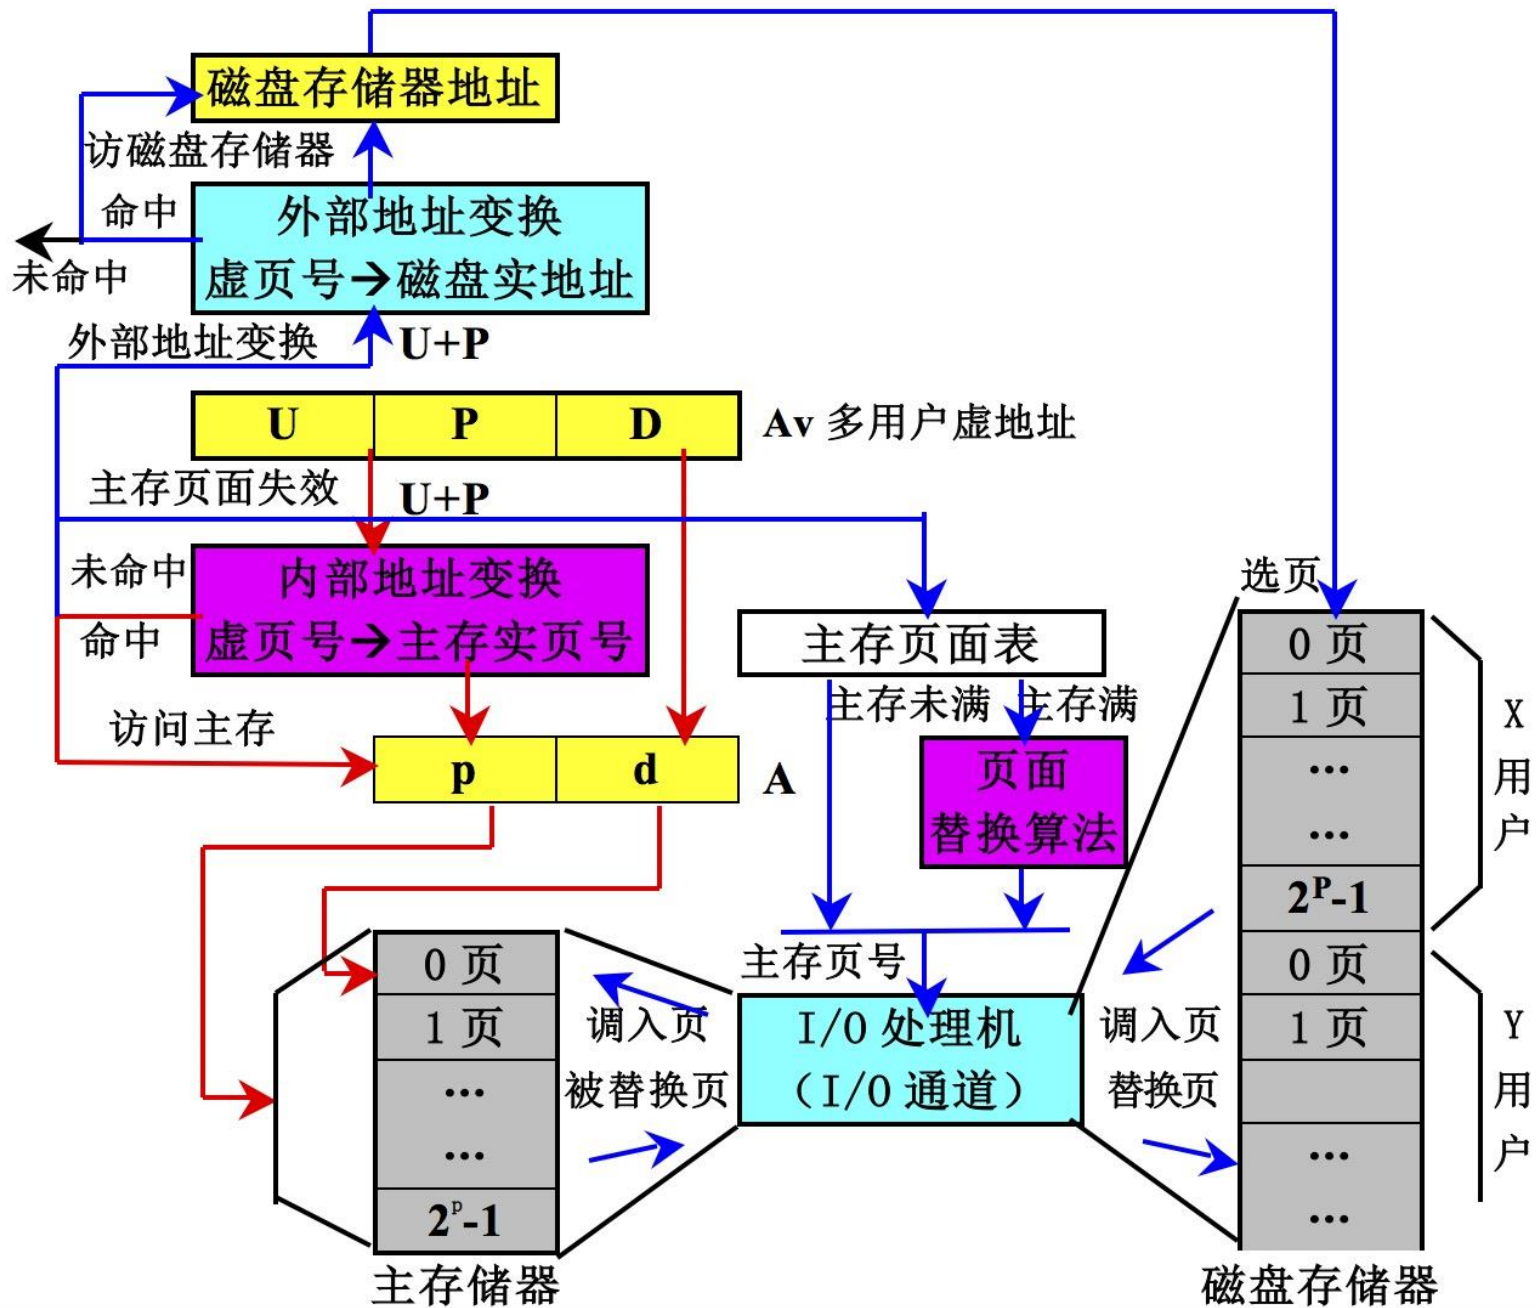 磁盘存储器地址
访磁盘存储器
命中
未命中
外部地址变换
虚页号→磁盘实地址
外部地址变换
U+P
U
P
D
Av 多用户虚地址
主存页面失效
U+P
未命中
命中
内部地址变换
虚页号→主存实页号
访问主存
p
d
A
主存页面表
主存未满
主存满
页面
替换算法
主存页号
I/O 处理机
(I/O 通道)
调入页
被替换页
调入页
替换页
0 页
1 页
...
...
2ᵖ-1
主存储器
选页
0 页
1 页
...
...
2ᴾ-1
X
用
户
0 页
1 页
...
...
Y
用
户
磁盘存储器